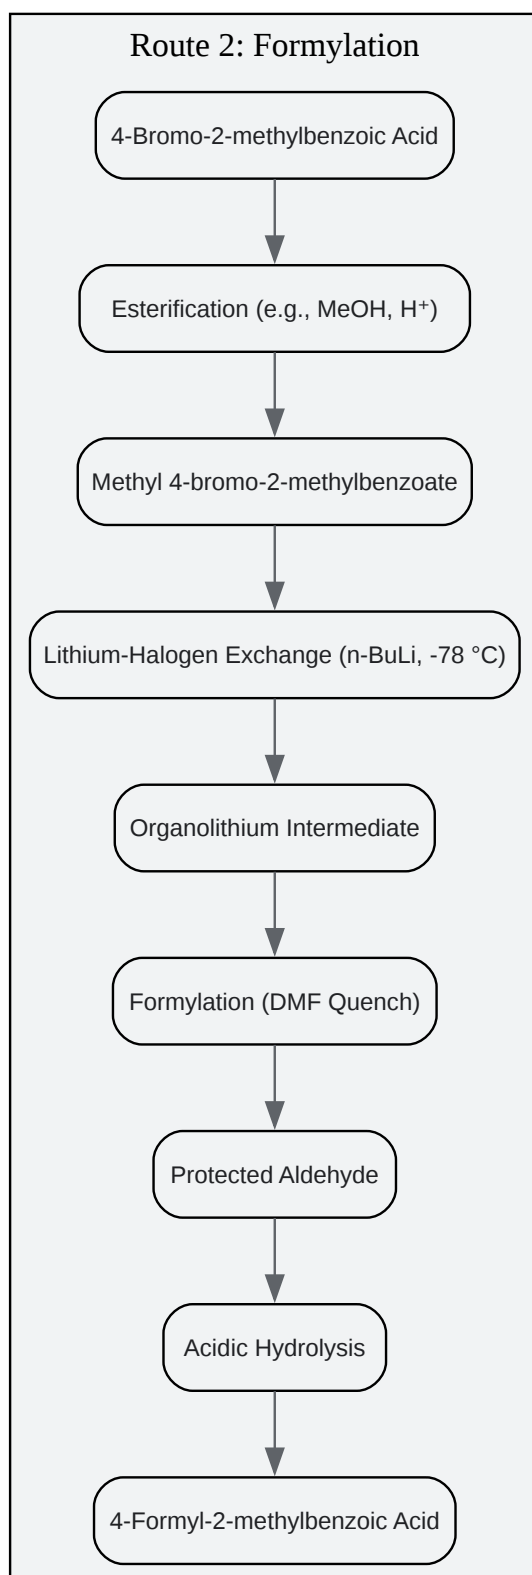 Route 2: Formylation
4-Bromo-2-methylbenzoic Acid
Esterification (e.g., MeOH, H⁺)
Methyl 4-bromo-2-methylbenzoate
Lithium-Halogen Exchange (n-BuLi, -78 °C)
Organolithium Intermediate
Formylation (DMF Quench)
Protected Aldehyde
Acidic Hydrolysis
4-Formyl-2-methylbenzoic Acid